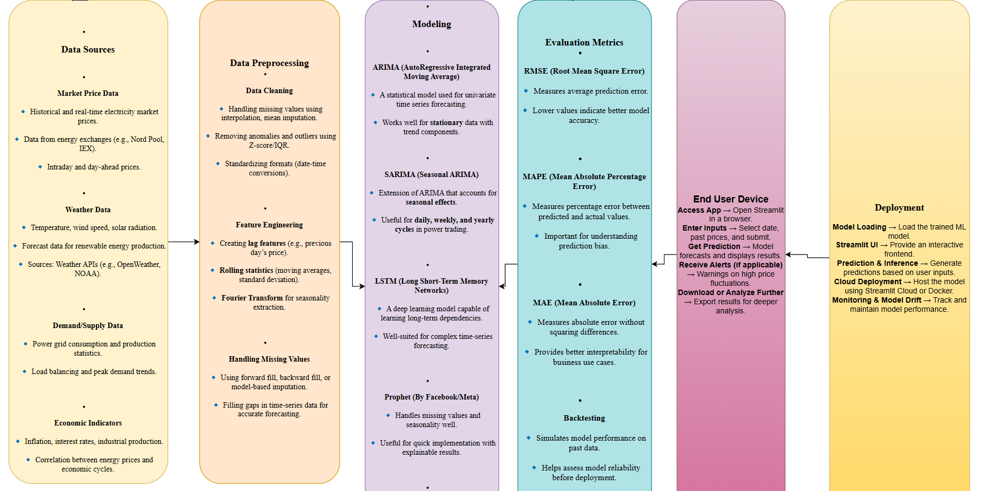 Data Sources
Market Price Data
Historical and real-time electricity market
prices.
Data from energy exchanges (e.g., Nord Pool,
IEX).
Intraday and day-ahead prices.
Weather Data
Temperature, wind speed, solar radiation.
Forecast data for renewable energy production.
Sources: Weather APIs (e.g., OpenWeather,
NOAA).
Demand/Supply Data
Power grid consumption and production
statistics.
Load balancing and peak demand trends.
Economic Indicators
Inflation, interest rates, industrial production.
Correlation between energy prices and
economic cycles.
Data Preprocessing
Data Cleaning
Handling missing values using
interpolation, mean imputation.
Removing anomalies and outliers using
Z-score/IQR.
Standardizing formats (date-time
conversions).
Feature Engineering
Creating lag features (e.g., previous
day's price).
Rolling statistics (moving averages,
standard deviation).
Fourier Transform for seasonality
extraction.
Handling Missing Values
Using forward fill, backward fill, or
model-based imputation.
Filling gaps in time-series data for
accurate forecasting.
Modeling
ARIMA (AutoRegressive Integrated
Moving Average)
A statistical model used for univariate
time series forecasting.
Works well for stationary data with
trend components.
SARIMA (Seasonal ARIMA)
Extension of ARIMA that accounts for
seasonal effects.
Useful for daily, weekly, and yearly
cycles in power trading.
LSTM (Long Short-Term Memory
Networks)
A deep learning model capable of
learning long-term dependencies.
Well-suited for complex time-series
forecasting.
Prophet (By Facebook/Meta)
Handles missing values and
seasonality well.
Useful for quick implementation with
explainable results.
Evaluation Metrics
RMSE (Root Mean Square Error)
Measures average prediction error.
Lower values indicate better model
accuracy.
MAPE (Mean Absolute Percentage
Error)
Measures percentage error between
predicted and actual values.
Important for understanding
prediction bias.
MAE (Mean Absolute Error)
Measures absolute error without
squaring differences.
Provides better interpretability for
business use cases.
Backtesting
Simulates model performance on
past data.
Helps assess model reliability
before deployment.
End User Device
Access App → Open Streamlit
in a browser.
Enter Inputs → Select date,
past prices, and submit.
Get Prediction → Model
forecasts and displays results.
Receive Alerts (if applicable)
→ Warnings on high price
fluctuations.
Download or Analyze Further
→ Export results for deeper
analysis.
Deployment
Model Loading → Load the trained ML
model.
Streamlit UI → Provide an interactive
frontend.
Prediction & Inference → Generate
predictions based on user inputs.
Cloud Deployment → Host the model
using Streamlit Cloud or Docker.
Monitoring & Model Drift → Track and
maintain model performance.